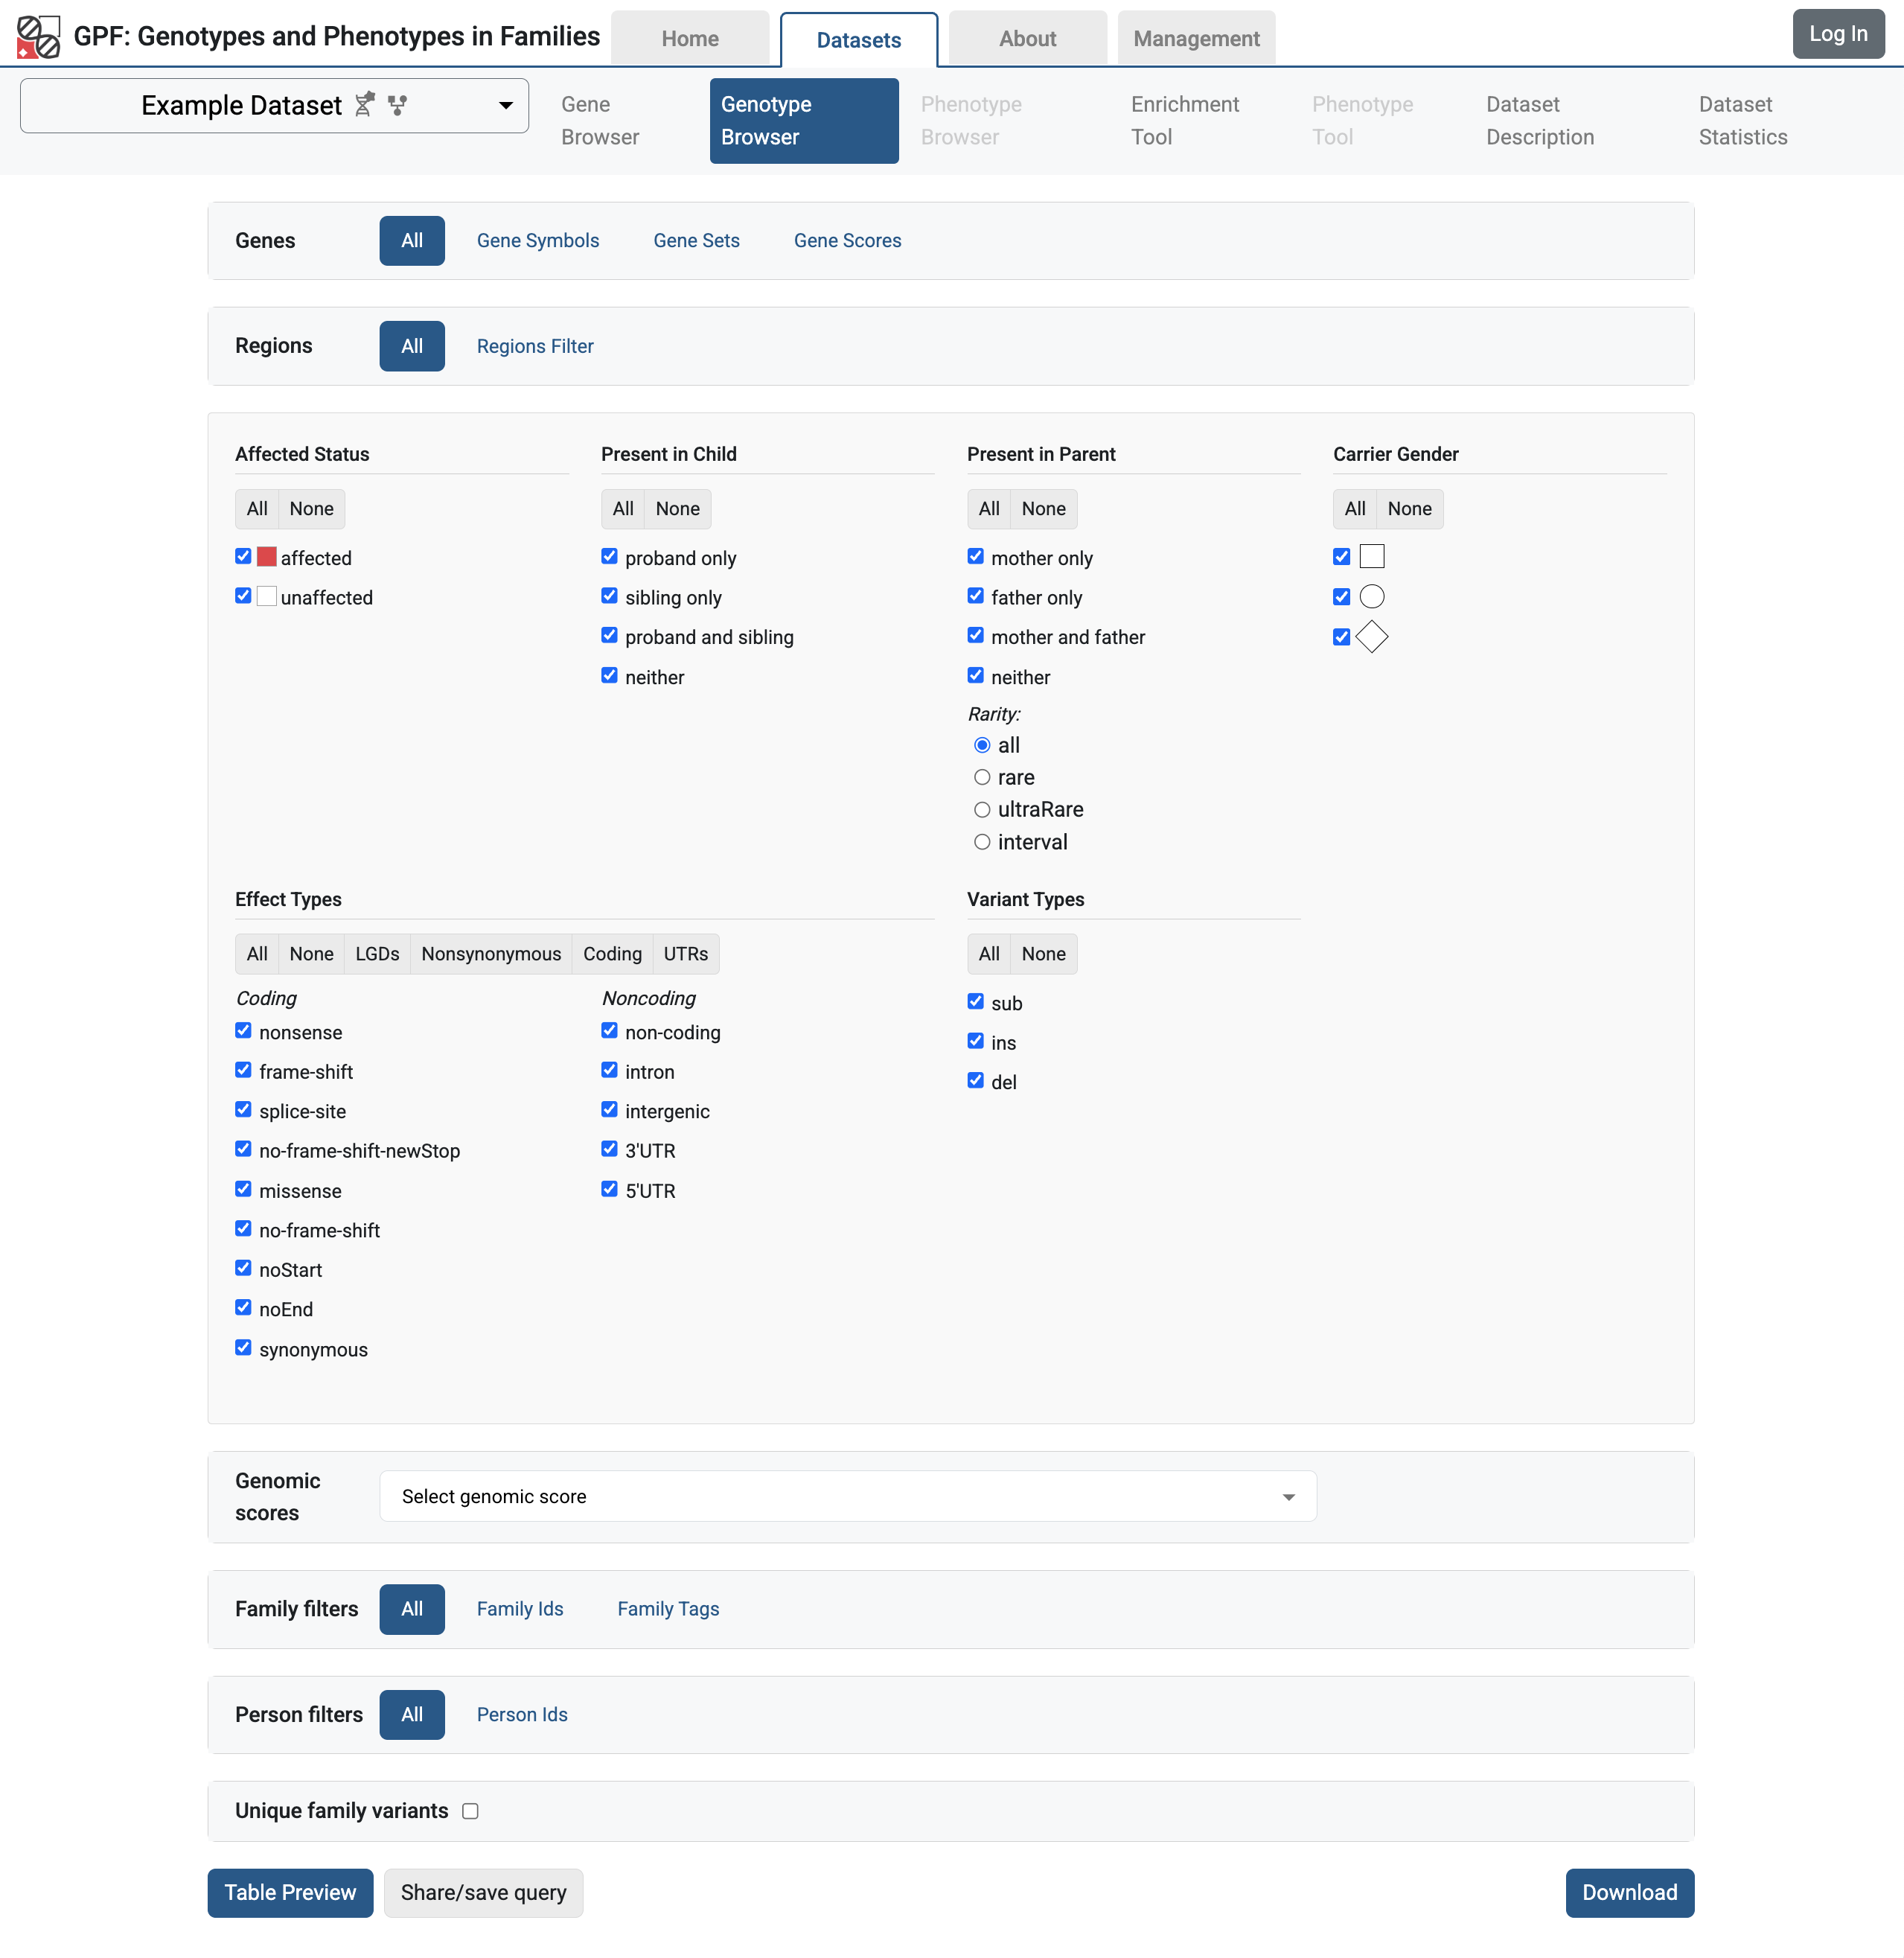 GPF: Genotypes and Phenotypes in Families
Home
Datasets
About
Management
Log In
Example Dataset
Gene
Browser
Genotype
Browser
Phenotype
Browser
Enrichment
Tool
Phenotype
Tool
Dataset
Description
Dataset
Statistics
Genes All Gene Symbols Gene Sets Gene Scores
Regions All Regions Filter
Affected Status
All None
affected
unaffected
Present in Child
All None
proband only
sibling only
proband and sibling
neither
Present in Parent
All None
mother only
father only
mother and father
neither
Rarity:
all
rare
ultraRare
interval
Carrier Gender
All None
Effect Types
All None LGDs Nonsynonymous Coding UTRs
Coding
nonsense
frame-shift
splice-site
no-frame-shift-newStop
missense
no-frame-shift
noStart
noEnd
synonymous
Noncoding
non-coding
intron
intergenic
3'UTR
5'UTR
Variant Types
All None
sub
ins
del
Genomic
scores
Select genomic score
Family filters All Family Ids Family Tags
Person filters All Person Ids
Unique family variants
Table Preview Share/save query Download